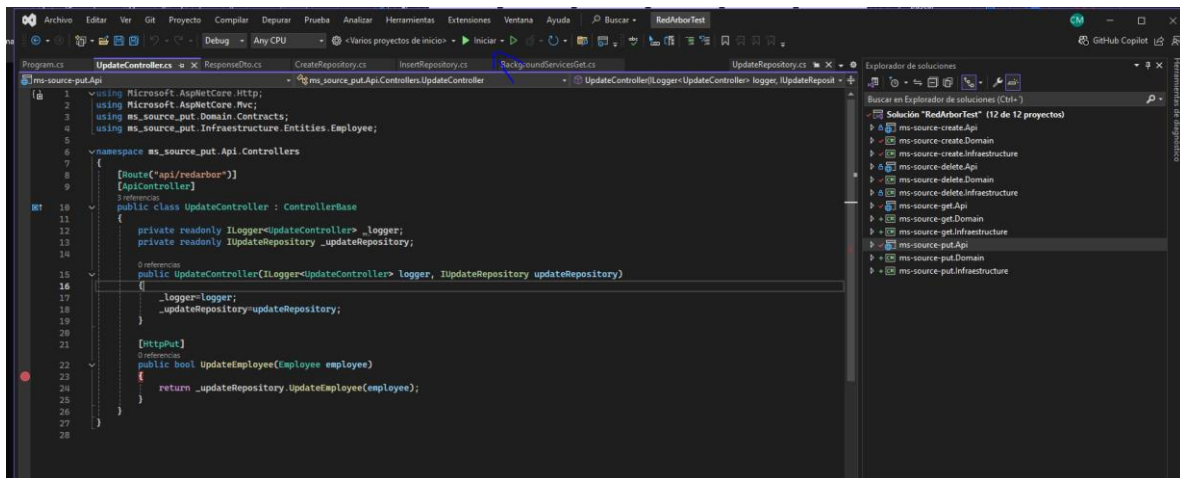 Archivo Editar Ver Git Proyecto Compilar Depurar Prueba Analizar Herramientas Extensiones Ventana Ayuda Buscar RedArborTest CM
Debug Any CPU <Varios proyectos de inicio> Iniciar GitHub Copilot
Program.cs UpdateController.cs ResponseDto.cs CreateRepository.cs InsertRepository.cs BackgroundServicesGet.cs UpdateRepository.cs
ms-source-put.Api ms_source_put.Api.Controllers.UpdateController UpdateController(ILogger<UpdateController> logger, IUpdateReposit
1 using Microsoft.AspNetCore.Http;
2 using Microsoft.AspNetCore.Mvc;
3 using ms_source_put.Domain.Contracts;
4 using ms_source_put.Infraestructure.Entities.Employee;
5
6 namespace ms_source_put.Api.Controllers
7 {
8 [Route("api/redarbor")]
9 [ApiController]
3 referencias
10 public class UpdateController : ControllerBase
11 {
12 private readonly ILogger<UpdateController> _logger;
13 private readonly IUpdateRepository _updateRepository;
14
0 referencias
15 public UpdateController(ILogger<UpdateController> logger, IUpdateRepository updateRepository)
16 {
17 _logger=logger;
18 _updateRepository=updateRepository;
19 }
20
21 [HttpPut]
0 referencias
22 public bool UpdateEmployee(Employee employee)
23 {
24 return _updateRepository.UpdateEmployee(employee);
25 }
26 }
27 }
28
Explorador de soluciones
Buscar en Explorador de soluciones (Ctrl+´)
Solución "RedArborTest" (12 de 12 proyectos)
ms-source-create.Api
ms-source-create.Domain
ms-source-create.Infraestructure
ms-source-delete.Api
ms-source-delete.Domain
ms-source-delete.Infraestructure
ms-source-get.Api
ms-source-get.Domain
ms-source-get.Infraestructure
ms-source-put.Api
ms-source-put.Domain
ms-source-put.Infraestructure
Herramientas de diagnóstico